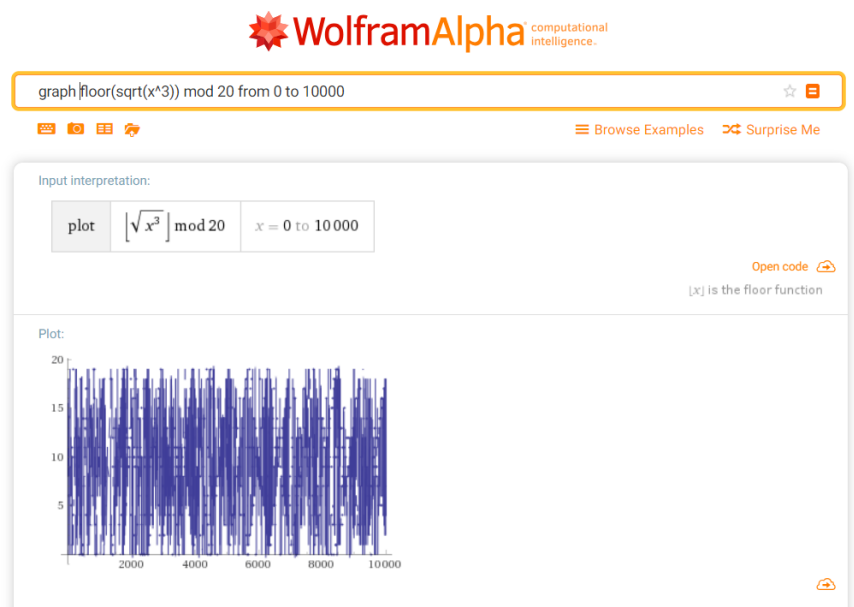 WolframAlpha computational intelligence.
graph floor(sqrt(x^3)) mod 20 from 0 to 10000
Browse Examples Surprise Me
Input interpretation:
plot ⌊√x³⌋ mod 20 x = 0 to 10 000
Open code
⌊x⌋ is the floor function
Plot:
20
15
10
5
2000 4000 6000 8000 10000